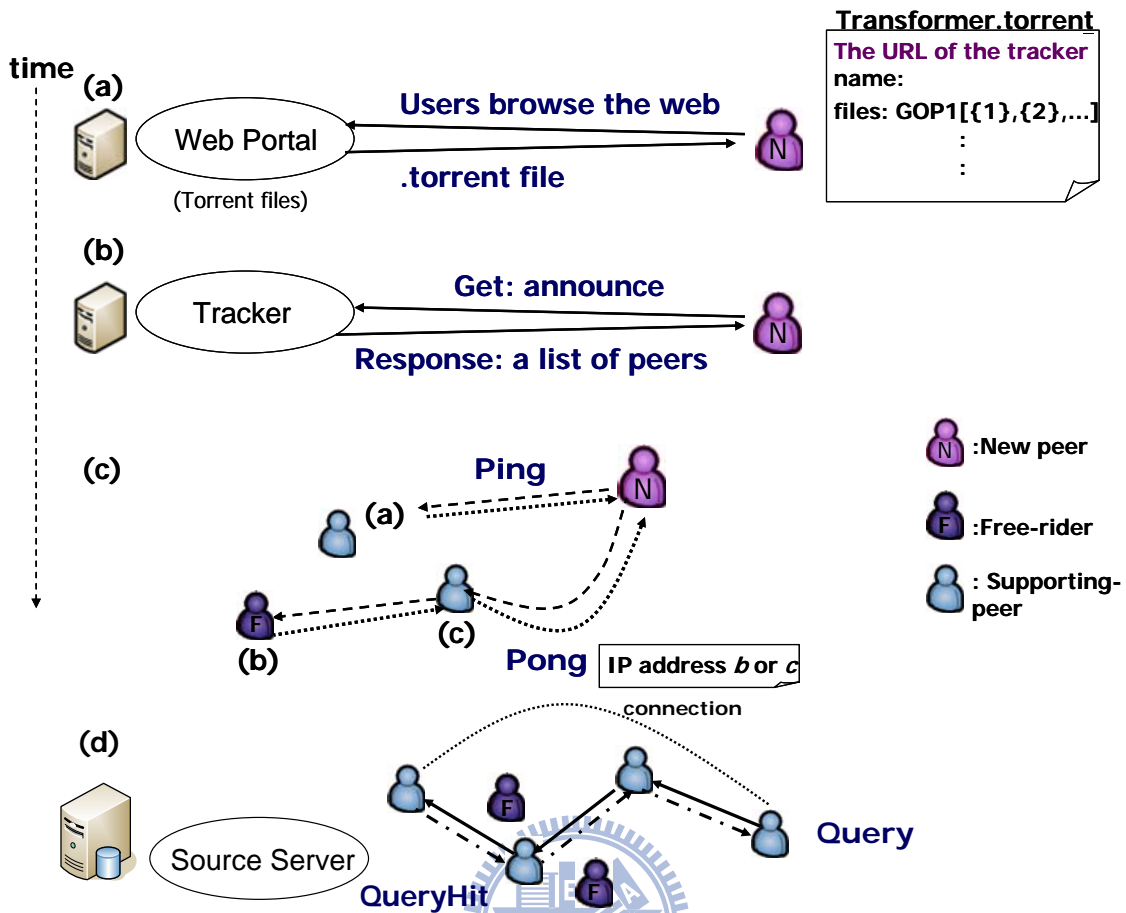 Transformer.torrent
The URL of the tracker
name:
files: GOP1[{1},{2},...]
:
:
time
(a)
Web Portal
(Torrent files)
Users browse the web
.torrent file
N
(b)
Tracker
Get: announce
Response: a list of peers
N
(c)
Ping
N
(a)
F
(b)
(c)
Pong
IP address b or c
N :New peer
F :Free-rider
: Supporting-
peer
connection
(d)
Source Server
F
Query
QueryHit
F